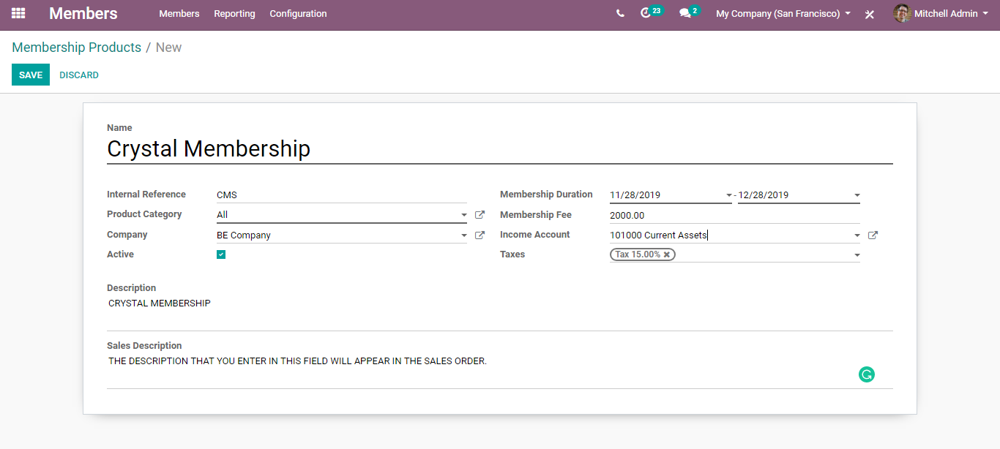 Members Members Reporting Configuration 23 2 My Company (San Francisco) Mitchell Admin
Membership Products / New
SAVE DISCARD
Name
Crystal Membership
Internal Reference CMS Membership Duration 11/28/2019 - 12/28/2019
Product Category All Membership Fee 2000.00
Company BE Company Income Account 101000 Current Assets
Active Taxes Tax 15.00%
Description
CRYSTAL MEMBERSHIP
Sales Description
THE DESCRIPTION THAT YOU ENTER IN THIS FIELD WILL APPEAR IN THE SALES ORDER.